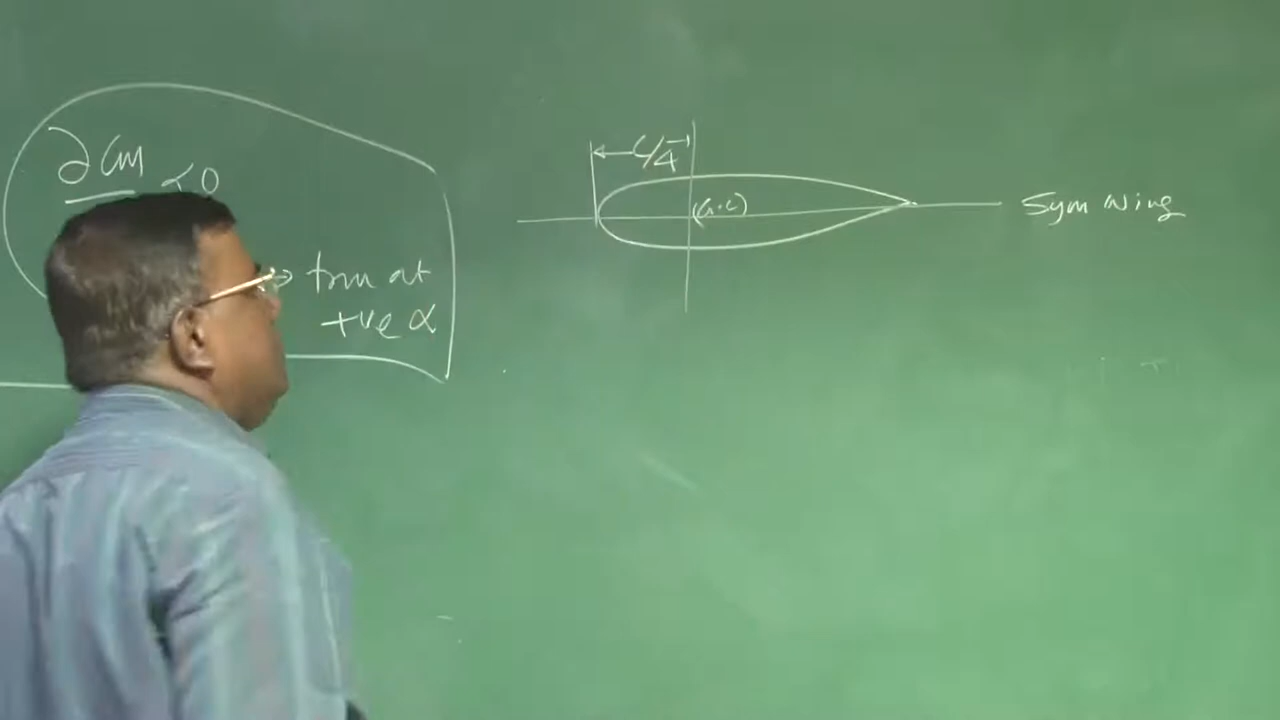 ∂Cm <0
→ trim at
+ve α
C/4
(a.c)
Sym Wing